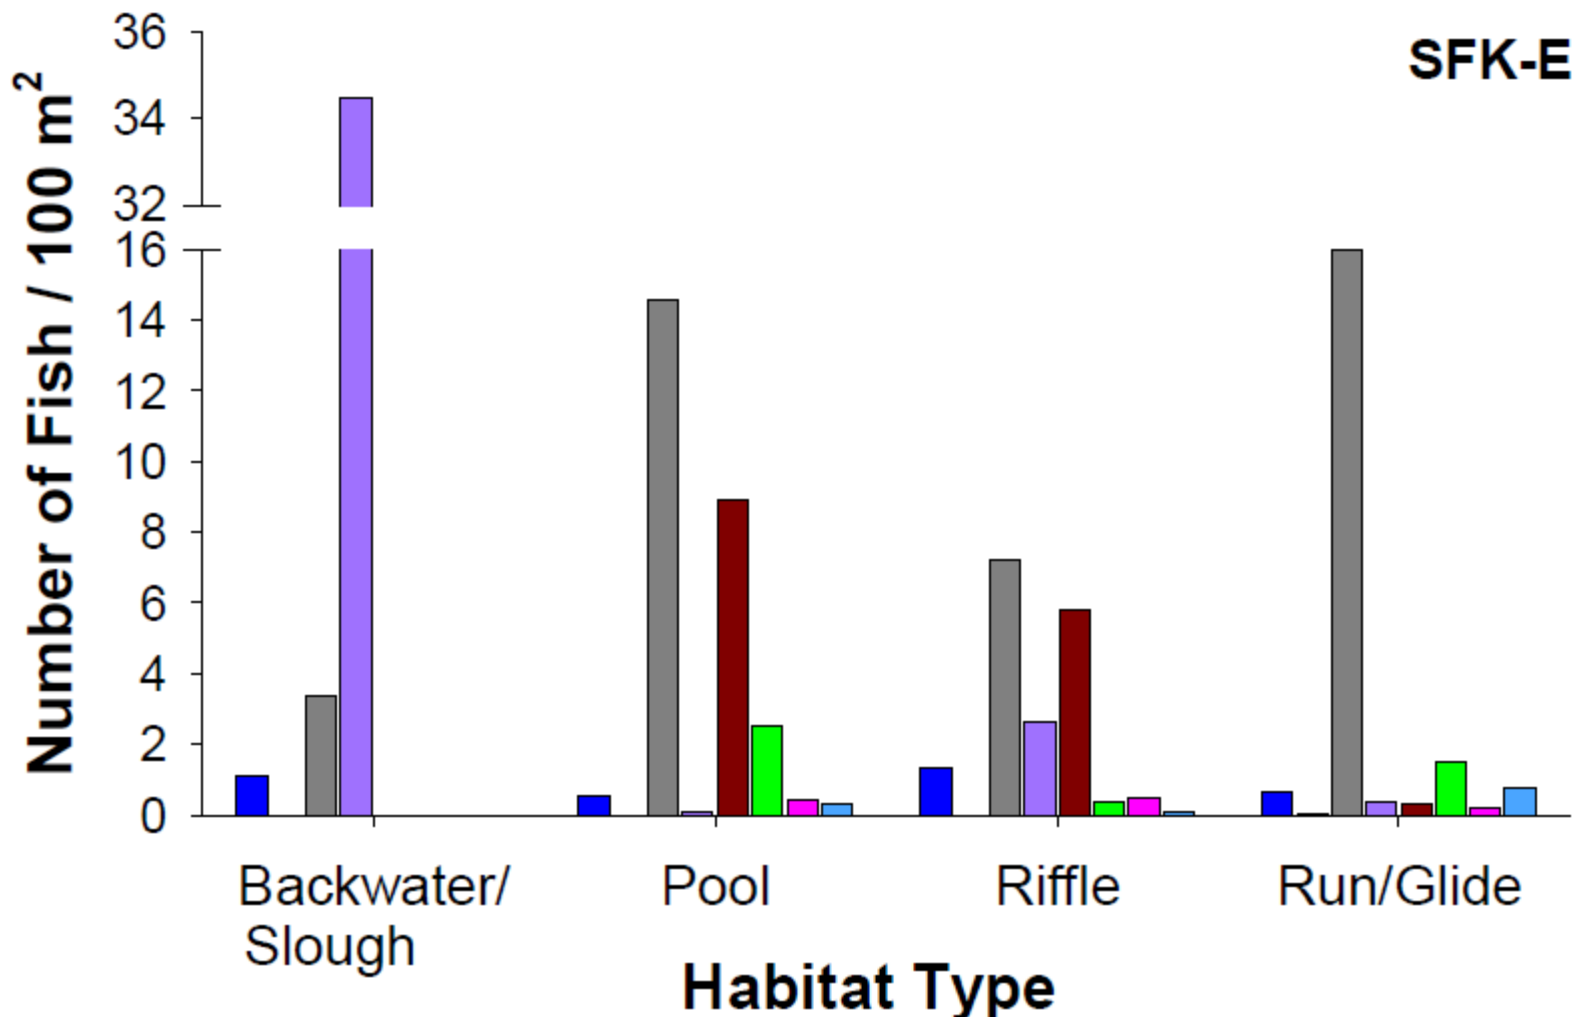 SFK-E
Number of Fish / 100 m²
36
34
32
16
14
12
10
8
6
4
2
0
Backwater/
Slough
Pool
Riffle
Run/Glide
Habitat Type